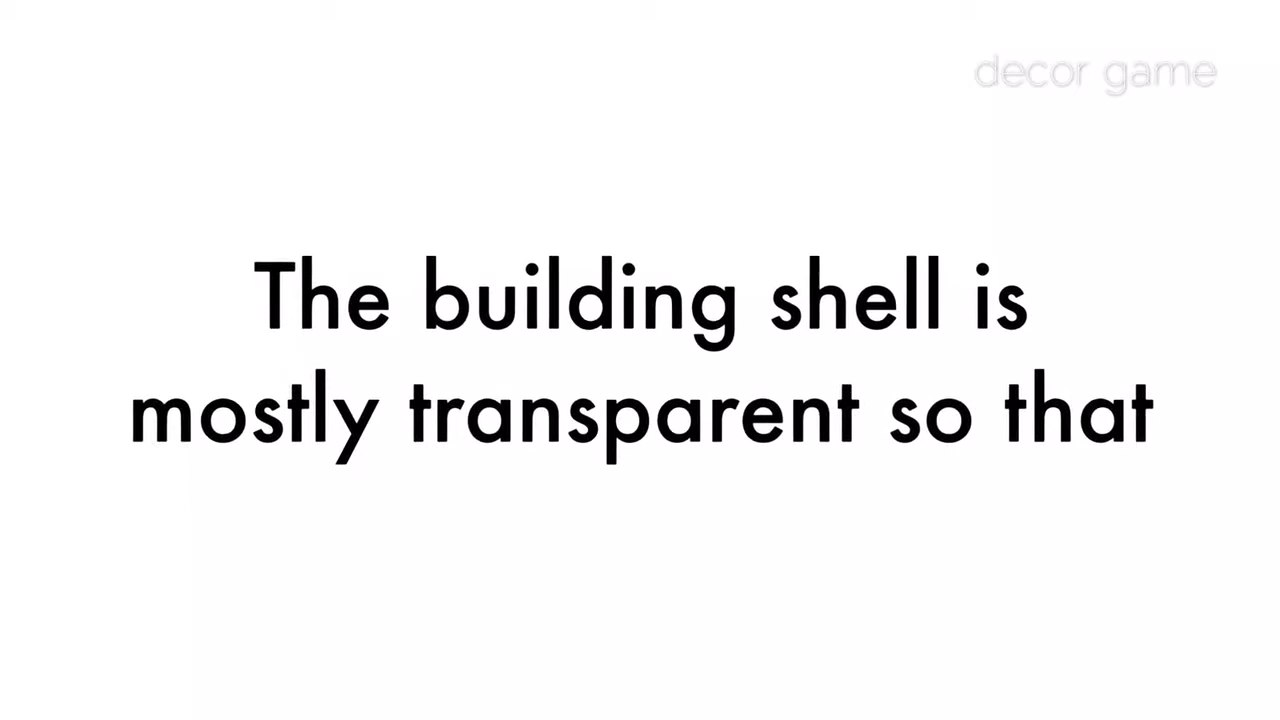 decor game
The building shell is
mostly transparent so that